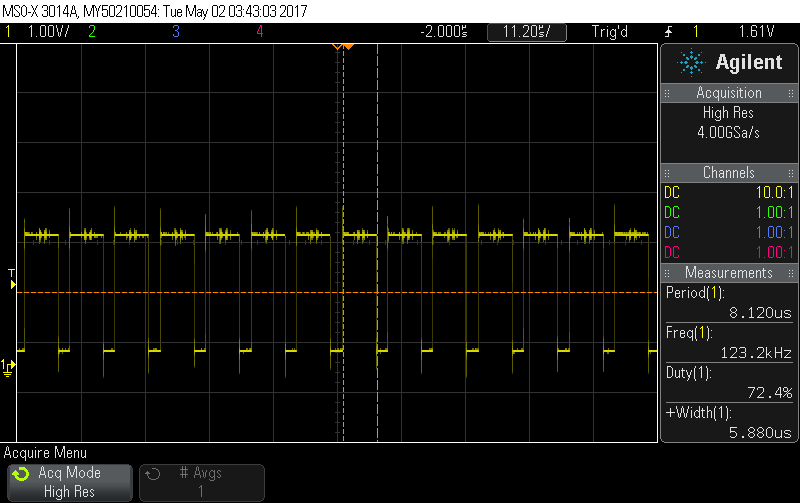 MSO-X 3014A, MY50210054: Tue May 02 03:43:03 2017
1 1.00V/ 2 3 4 -2.000s 11.20s/ Trig'd 1 1.61V
Agilent
Acquisition
High Res
4.00GSa/s
Channels
DC 10.0:1
DC 1.00:1
DC 1.00:1
DC 1.00:1
Measurements
Period(1):
8.120us
Freq(1):
123.2kHz
Duty(1):
72.4%
+Width(1):
5.880us
T
1
Acquire Menu
Acq Mode
High Res
# Avgs
1